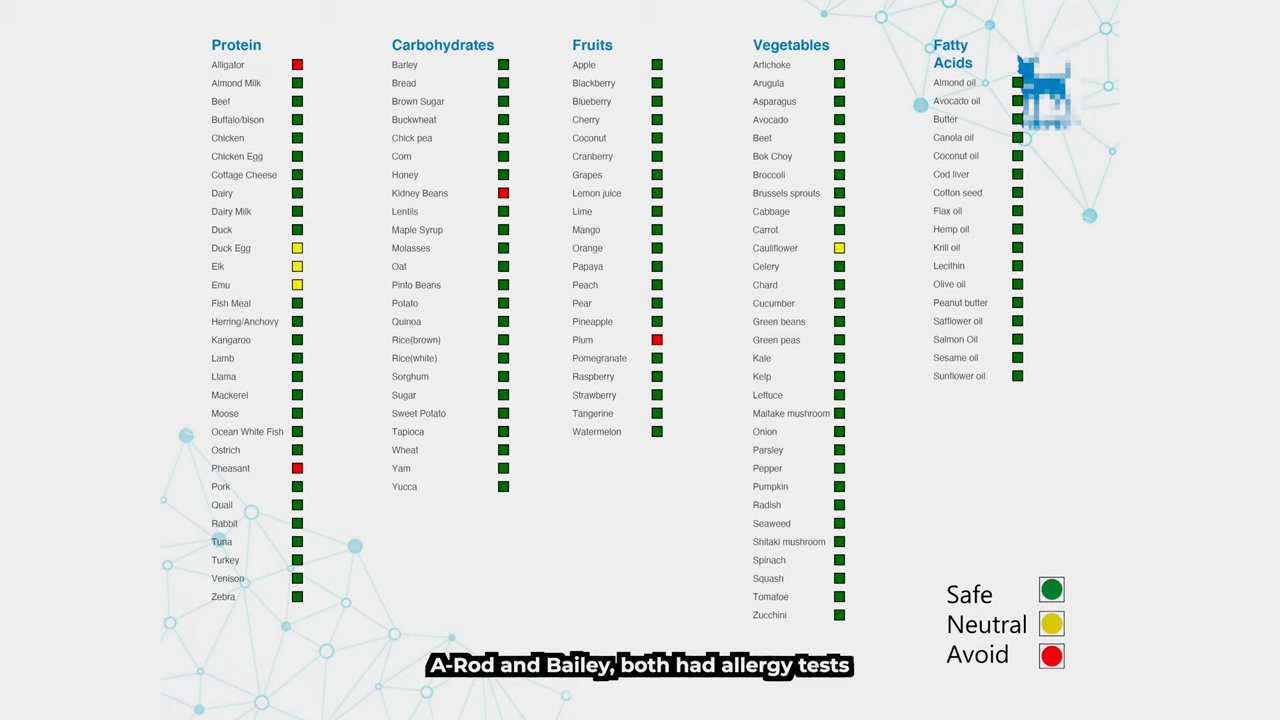 Protein
Alligator
Almond Milk
Beef
Buffalo/bison
Chicken
Chicken Egg
Cottage Cheese
Dairy
Dairy Milk
Duck
Duck Egg
Elk
Emu
Fish Meal
Herring/Anchovy
Kangaroo
Lamb
Llama
Mackerel
Moose
Ocean White Fish
Ostrich
Pheasant
Pork
Quail
Rabbit
Tuna
Turkey
Venison
Zebra
Carbohydrates
Barley
Bread
Brown Sugar
Buckwheat
Chick pea
Corn
Honey
Kidney Beans
Lentils
Maple Syrup
Molasses
Oat
Pinto Beans
Potato
Quinoa
Rice(brown)
Rice(white)
Sorghum
Sugar
Sweet Potato
Tapioca
Wheat
Yam
Yucca
Fruits
Apple
Blackberry
Blueberry
Cherry
Coconut
Cranberry
Grapes
Lemon juice
Lime
Mango
Orange
Papaya
Peach
Pear
Pineapple
Plum
Pomegranate
Raspberry
Strawberry
Tangerine
Watermelon
Vegetables
Artichoke
Arugula
Asparagus
Avocado
Beet
Bok Choy
Broccoli
Brussels sprouts
Cabbage
Carrot
Cauliflower
Celery
Chard
Cucumber
Green beans
Green peas
Kale
Kelp
Lettuce
Maitake mushroom
Onion
Parsley
Pepper
Pumpkin
Radish
Seaweed
Shitaki mushroom
Spinach
Squash
Tomatoe
Zucchini
Fatty
Acids
Almond oil
Avocado oil
Butter
Canola oil
Coconut oil
Cod liver
Cotton seed
Flax oil
Hemp oil
Krill oil
Lecithin
Olive oil
Peanut butter
Safflower oil
Salmon Oil
Sesame oil
Sunflower oil
Safe
Neutral
Avoid
A-Rod and Bailey, both had allergy tests